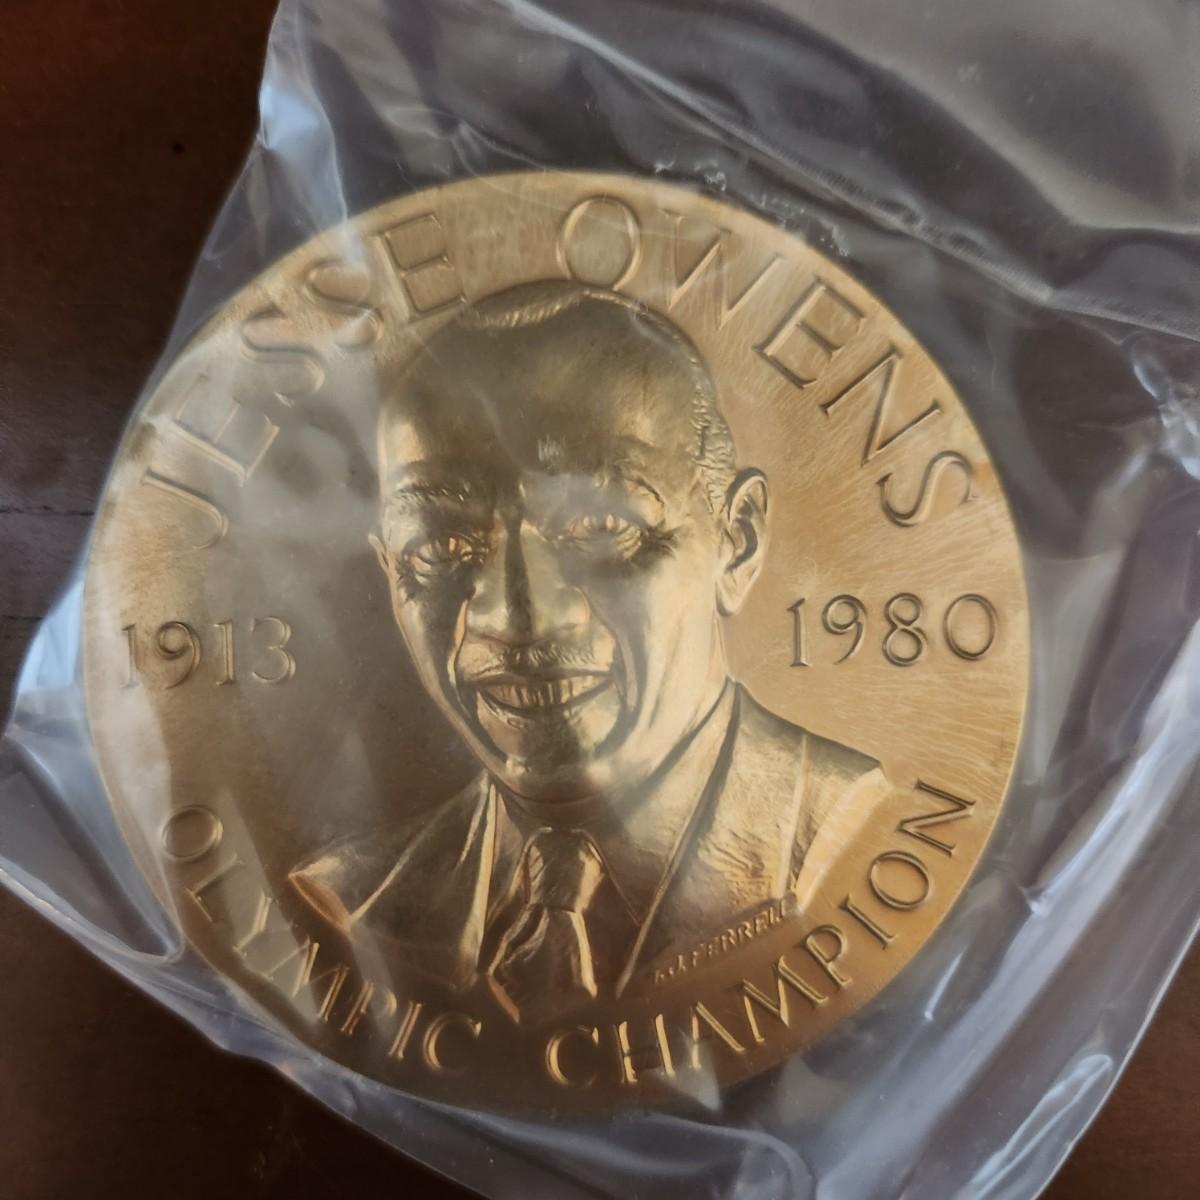 JESSE OWENS
1913
1980
OLYMPIC CHAMPION